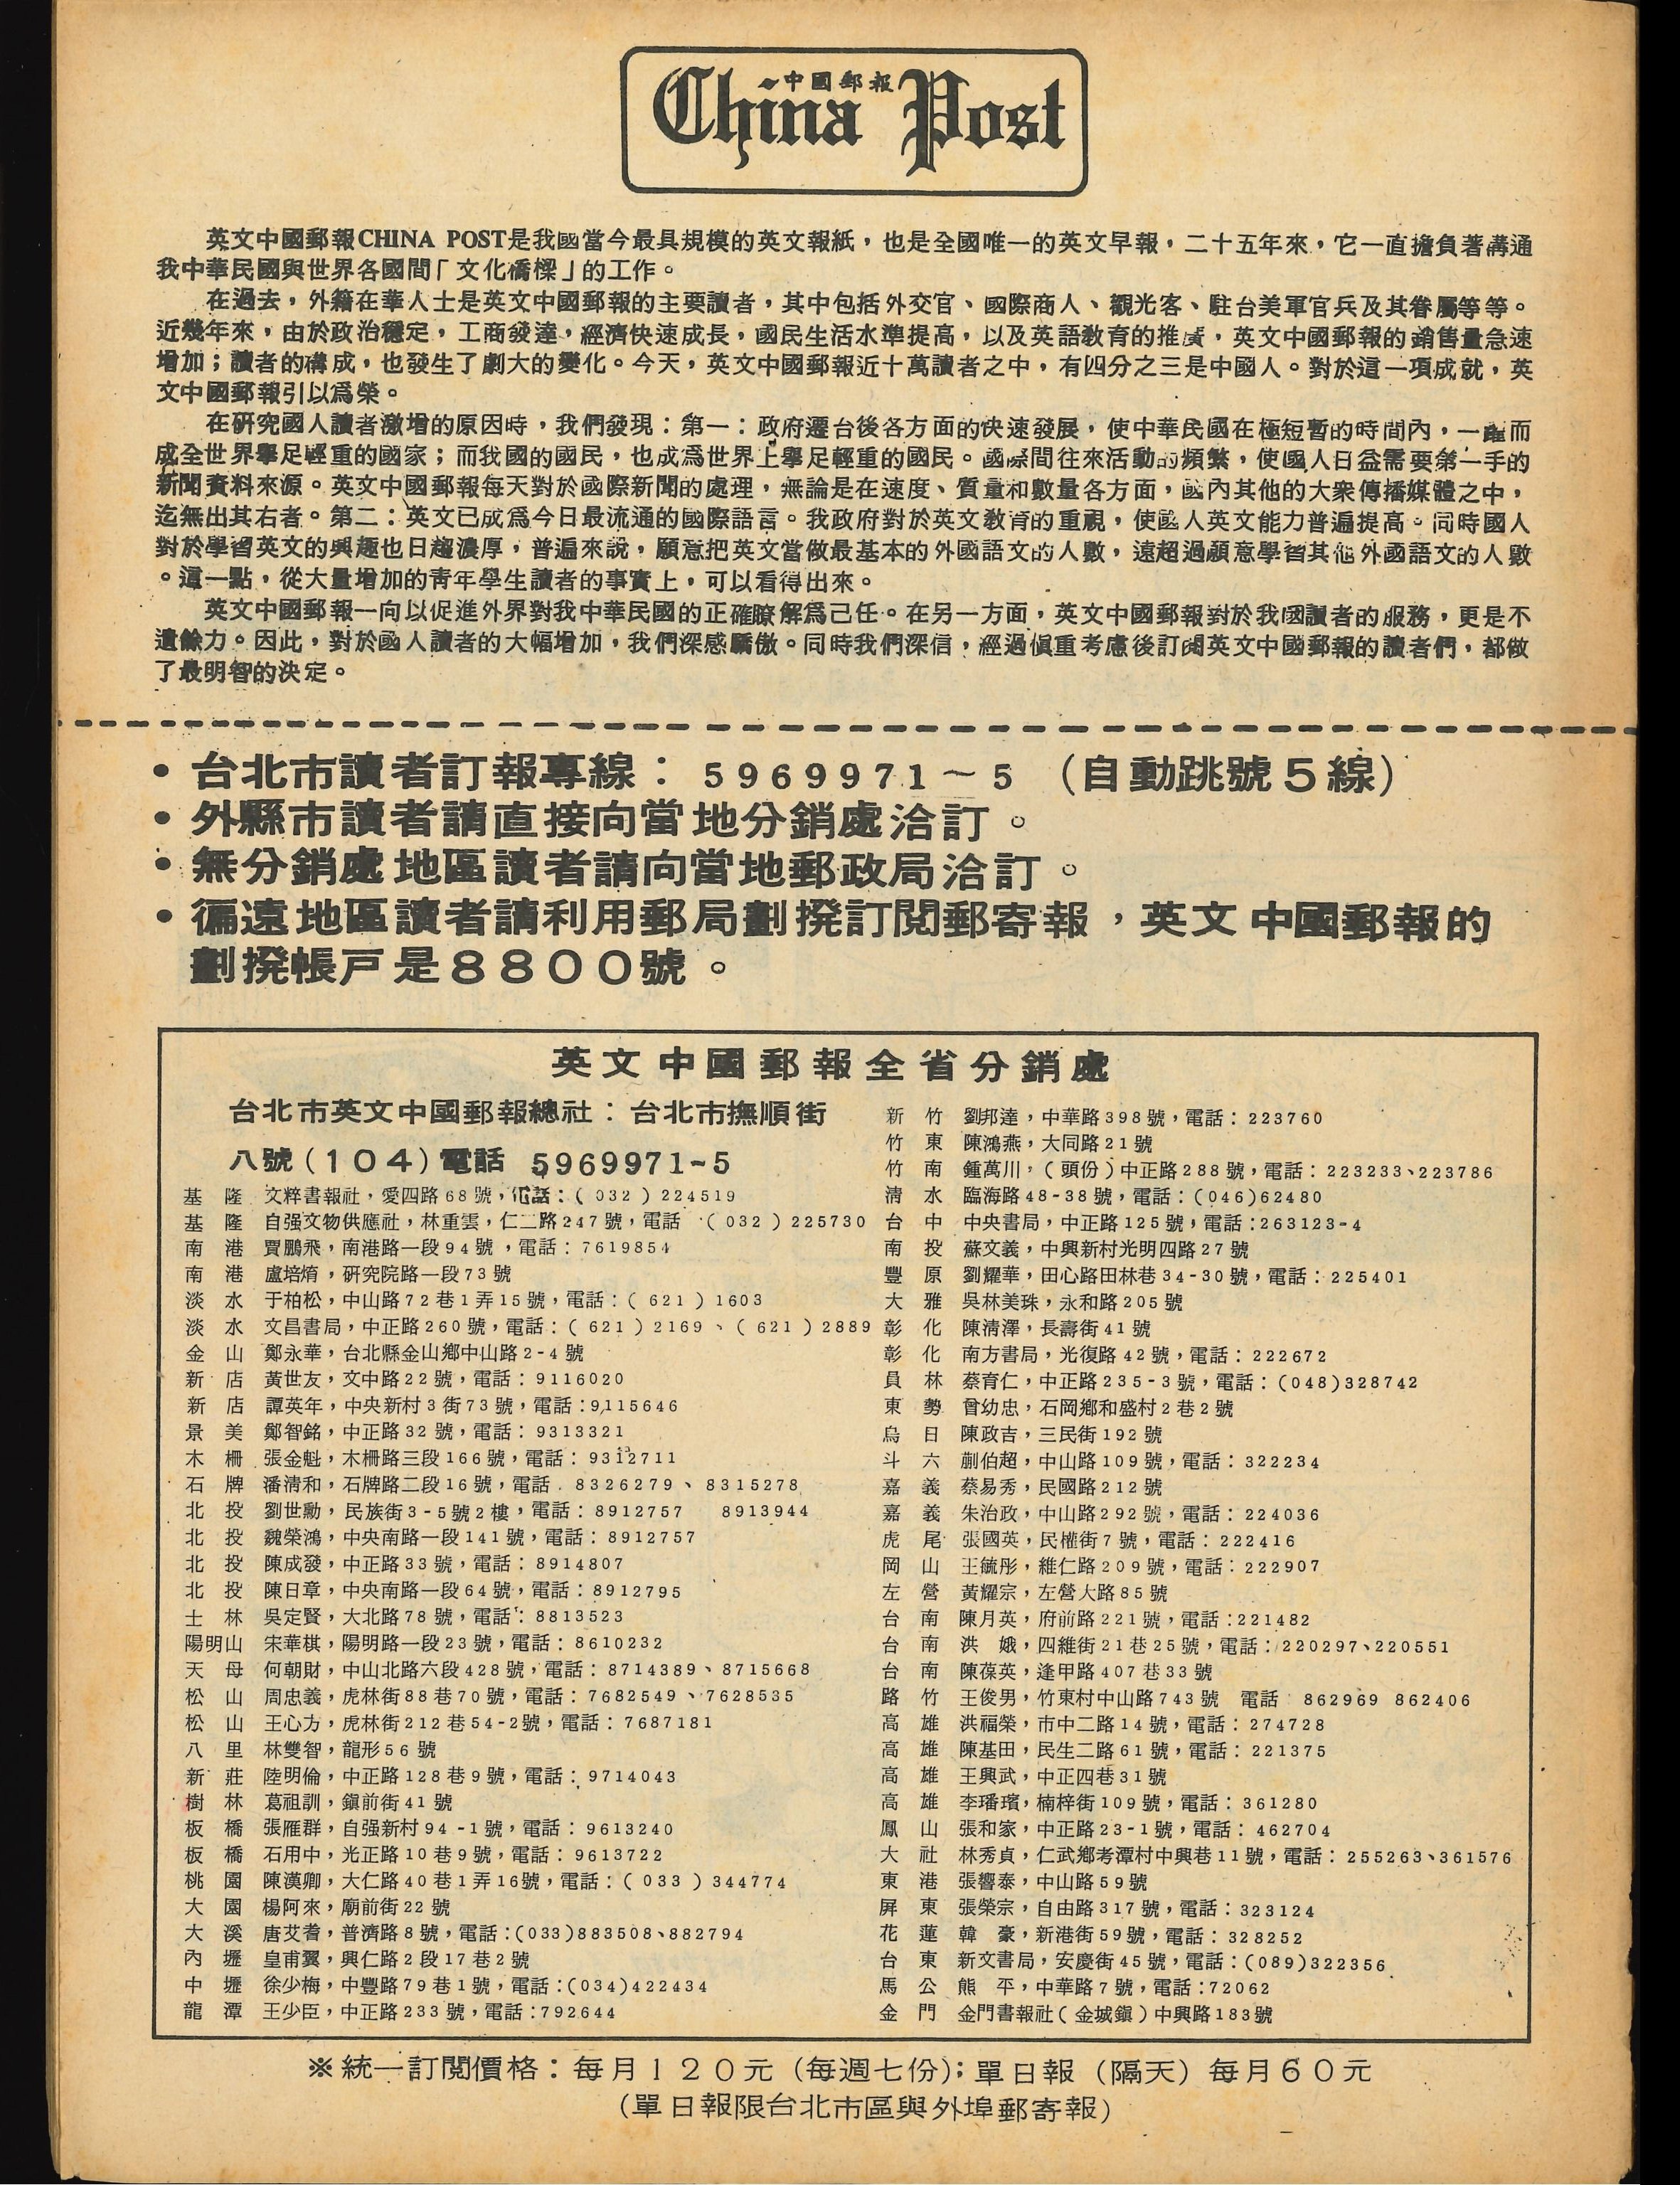 中國郵報
China Post
英文中國郵報CHINA POST是我國當今最具規模的英文報紙，也是全國唯一的英文早報，二十五年來，它一直擔負著溝通
我中華民國與世界各國間「文化橋樑」的工作。
在過去，外籍在華人士是英文中國郵報的主要讀者，其中包括外交官、國際商人、觀光客、駐台美軍官兵及其眷屬等等。
近幾年來，由於政治穩定，工商發達，經濟快速成長，國民生活水準提高，以及英語教育的推廣，英文中國郵報的銷售量急速
增加；讀者的構成，也發生了劇大的變化。今天，英文中國郵報近十萬讀者之中，有四分之三是中國人。對於這一項成就，英
文中國郵報引以爲榮。
在研究國人讀者激增的原因時，我們發現：第一：政府遷台後各方面的快速發展，使中華民國在極短暫的時間內，一躍而
成全世界舉足輕重的國家；而我國的國民，也成爲世界上舉足輕重的國民。國際間往來活動的頻繁，使國人日益需要第一手的
新聞資料來源。英文中國郵報每天對於國際新聞的處理，無論是在速度、質量和數量各方面，國內其他的大衆傳播媒體之中，
迄無出其右者。第二：英文已成爲今日最流通的國際語言。我政府對於英文教育的重視，使國人英文能力普遍提高。同時國人
對於學習英文的興趣也日趨濃厚，普遍來說，願意把英文當做最基本的外國語文的人數，遠超過願意學習其他外國語文的人數
。這一點，從大量增加的靑年學生讀者的事實上，可以看得出來。
英文中國郵報一向以促進外界對我中華民國的正確瞭解爲己任。在另一方面，英文中國郵報對於我國讀者的服務，更是不
遺餘力。因此，對於國人讀者的大幅增加，我們深感驕傲。同時我們深信，經過愼重考慮後訂閱英文中國郵報的讀者們，都做
了最明智的決定。
• 台北市讀者訂報專線：5969971～5（自動跳號5線）
• 外縣市讀者請直接向當地分銷處洽訂。
• 無分銷處地區讀者請向當地郵政局洽訂。
• 偏遠地區讀者請利用郵局劃撥訂閱郵寄報，英文中國郵報的
劃撥帳戶是8800號。
英文中國郵報全省分銷處
台北市英文中國郵報總社：台北市撫順街
八號(104)電話 5969971~5
基隆 文粹書報社，愛四路68號，電話：(032)224519
基隆 自强文物供應社，林重雲，仁二路247號，電話 (032)225730
南港 賈鵬飛，南港路一段94號，電話：7619854
南港 盧培焴，研究院路一段73號
淡水 于柏松，中山路72巷1弄15號，電話：(621)1603
淡水 文昌書局，中正路260號，電話：(621)2169、(621)2889
金山 鄭永華，台北縣金山鄉中山路2-4號
新店 黃世友，文中路22號，電話：9116020
新店 譚英年，中央新村3街73號，電話：9115646
景美 鄭智銘，中正路32號，電話：9313321
木柵 張金魁，木柵路三段166號，電話：9312711
石牌 潘淸和，石牌路二段16號，電話 8326279、8315278
北投 劉世勳，民族街3-5號2樓，電話：8912757 8913944
北投 魏榮鴻，中央南路一段141號，電話：8912757
北投 陳成發，中正路33號，電話：8914807
北投 陳日章，中央南路一段64號，電話：8912795
士林 吳定賢，大北路78號，電話：8813523
陽明山 宋華棋，陽明路一段23號，電話：8610232
天母 何朝財，中山北路六段428號，電話：8714389、8715668
松山 周忠義，虎林街88巷70號，電話：7682549、7628535
松山 王心方，虎林街212巷54-2號，電話：7687181
八里 林雙智，龍形56號
新莊 陸明倫，中正路128巷9號，電話：9714043
樹林 葛祖訓，鎭前街41號
板橋 張雁群，自强新村94-1號，電話：9613240
板橋 石用中，光正路10巷9號，電話：9613722
桃園 陳漢卿，大仁路40巷1弄16號，電話：(033)344774
大園 楊阿來，廟前街22號
大溪 唐艾耆，普濟路8號，電話：(033)883508、882794
內壢 皇甫翼，興仁路2段17巷2號
中壢 徐少梅，中豐路79巷1號，電話：(034)422434
龍潭 王少臣，中正路233號，電話：792644
新竹 劉邦達，中華路398號，電話：223760
竹東 陳鴻燕，大同路21號
竹南 鍾萬川，(頭份)中正路288號，電話：223233、223786
淸水 臨海路48-38號，電話：(046)62480
台中 中央書局，中正路125號，電話：263123-4
南投 蘇文義，中興新村光明四路27號
豐原 劉耀華，田心路田林巷34-30號，電話：225401
大雅 吳林美珠，永和路205號
彰化 陳淸澤，長壽街41號
彰化 南方書局，光復路42號，電話：222672
員林 蔡育仁，中正路235-3號，電話：(048)328742
東勢 曾幼忠，石岡鄉和盛村2巷2號
烏日 陳政吉，三民街192號
斗六 蒯伯超，中山路109號，電話：322234
嘉義 蔡易秀，民國路212號
嘉義 朱治政，中山路292號，電話：224036
虎尾 張國英，民權街7號，電話：222416
岡山 王毓彤，維仁路209號，電話：222907
左營 黃耀宗，左營大路85號
台南 陳月英，府前路221號，電話：221482
台南 洪娥，四維街21巷25號，電話：220297、220551
台南 陳葆英，逢甲路407巷33號
路竹 王俊男，竹東村中山路743號 電話 862969 862406
高雄 洪福榮，市中二路14號，電話：274728
高雄 陳基田，民生二路61號，電話：221375
高雄 王興武，中正四巷31號
高雄 李璠璸，楠梓街109號，電話：361280
鳳山 張和家，中正路23-1號，電話：462704
大社 林秀貞，仁武鄉考潭村中興巷11號，電話：255263、361576
東港 張響泰，中山路59號
屏東 張榮宗，自由路317號，電話：323124
花蓮 韓豪，新港街59號，電話：328252
台東 新文書局，安慶街45號，電話：(089)322356
馬公 熊平，中華路7號，電話：72062
金門 金門書報社(金城鎭)中興路183號
※統一訂閱價格：每月120元（每週七份）；單日報（隔天）每月60元
(單日報限台北市區與外埠郵寄報)